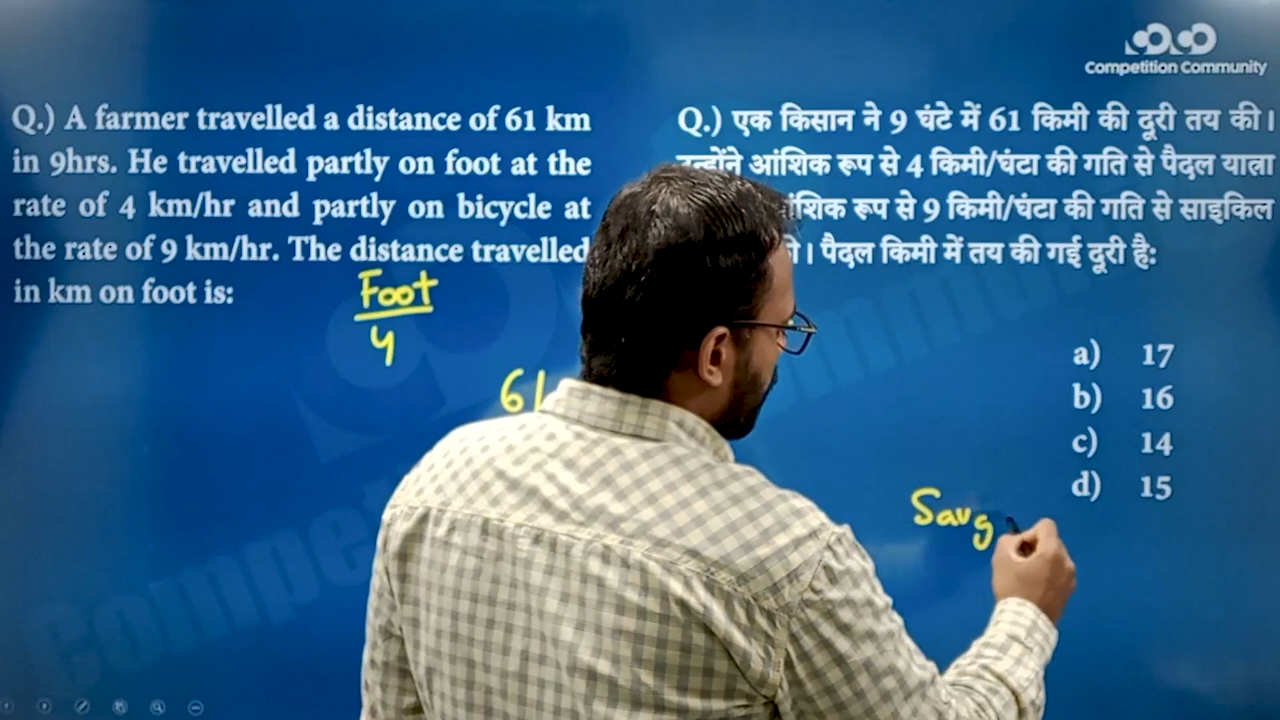 Competition Community
Q.) A farmer travelled a distance of 61 km
in 9hrs. He travelled partly on foot at the
rate of 4 km/hr and partly on bicycle at
the rate of 9 km/hr. The distance travelled
in km on foot is:
Foot
4
61
Q.) एक किसान ने 9 घंटे में 61 किमी की दूरी तय की।
उन्होंने आंशिक रूप से 4 किमी/घंटा की गति से पैदल यात्रा
रूप से 9 किमी/घंटा की गति से साइकिल
। पैदल किमी में तय की गई दूरी है:
a) 17
b) 16
c) 14
d) 15
Savg